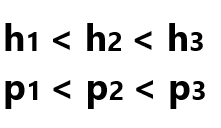 h1 < h2 < h3
p1 < p2 < p3